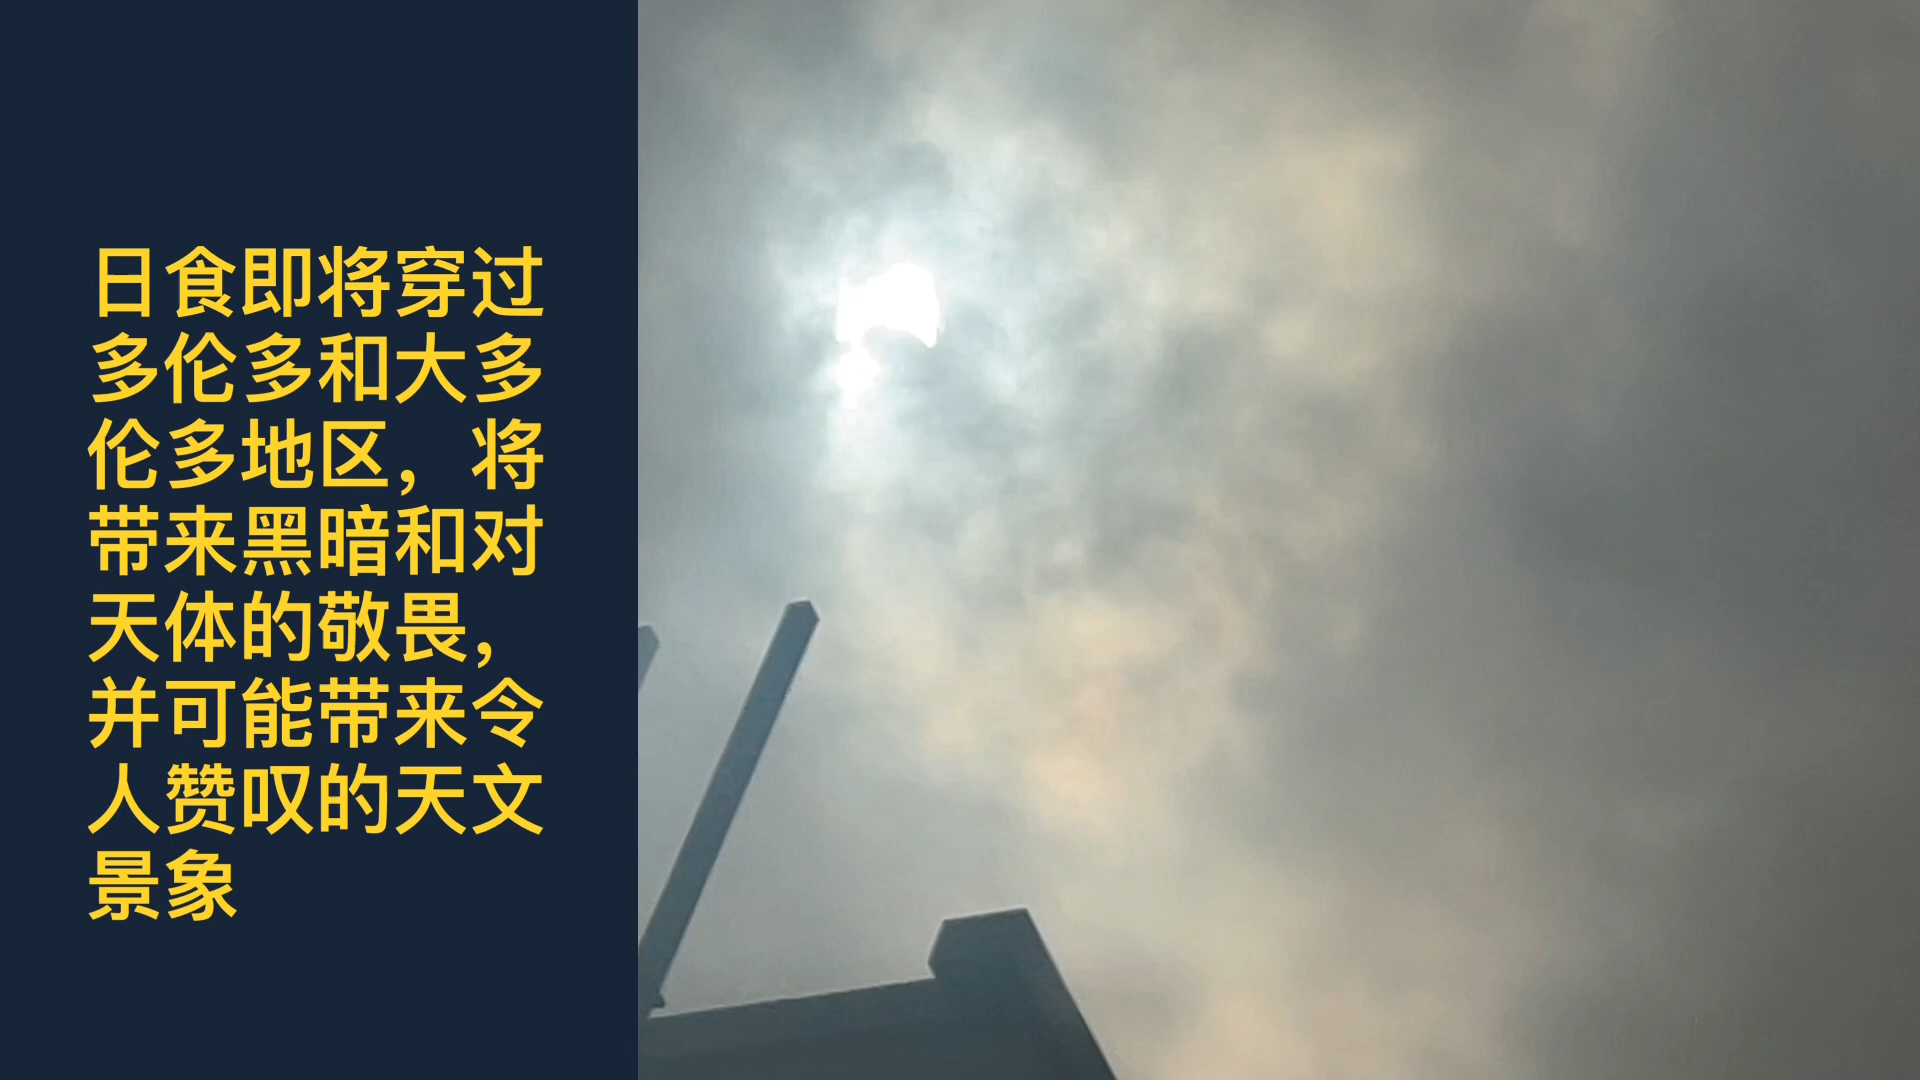 日食即将穿过
多伦多和大多
伦多地区，将
带来黑暗和对
天体的敬畏，
并可能带来令
人赞叹的天文
景象